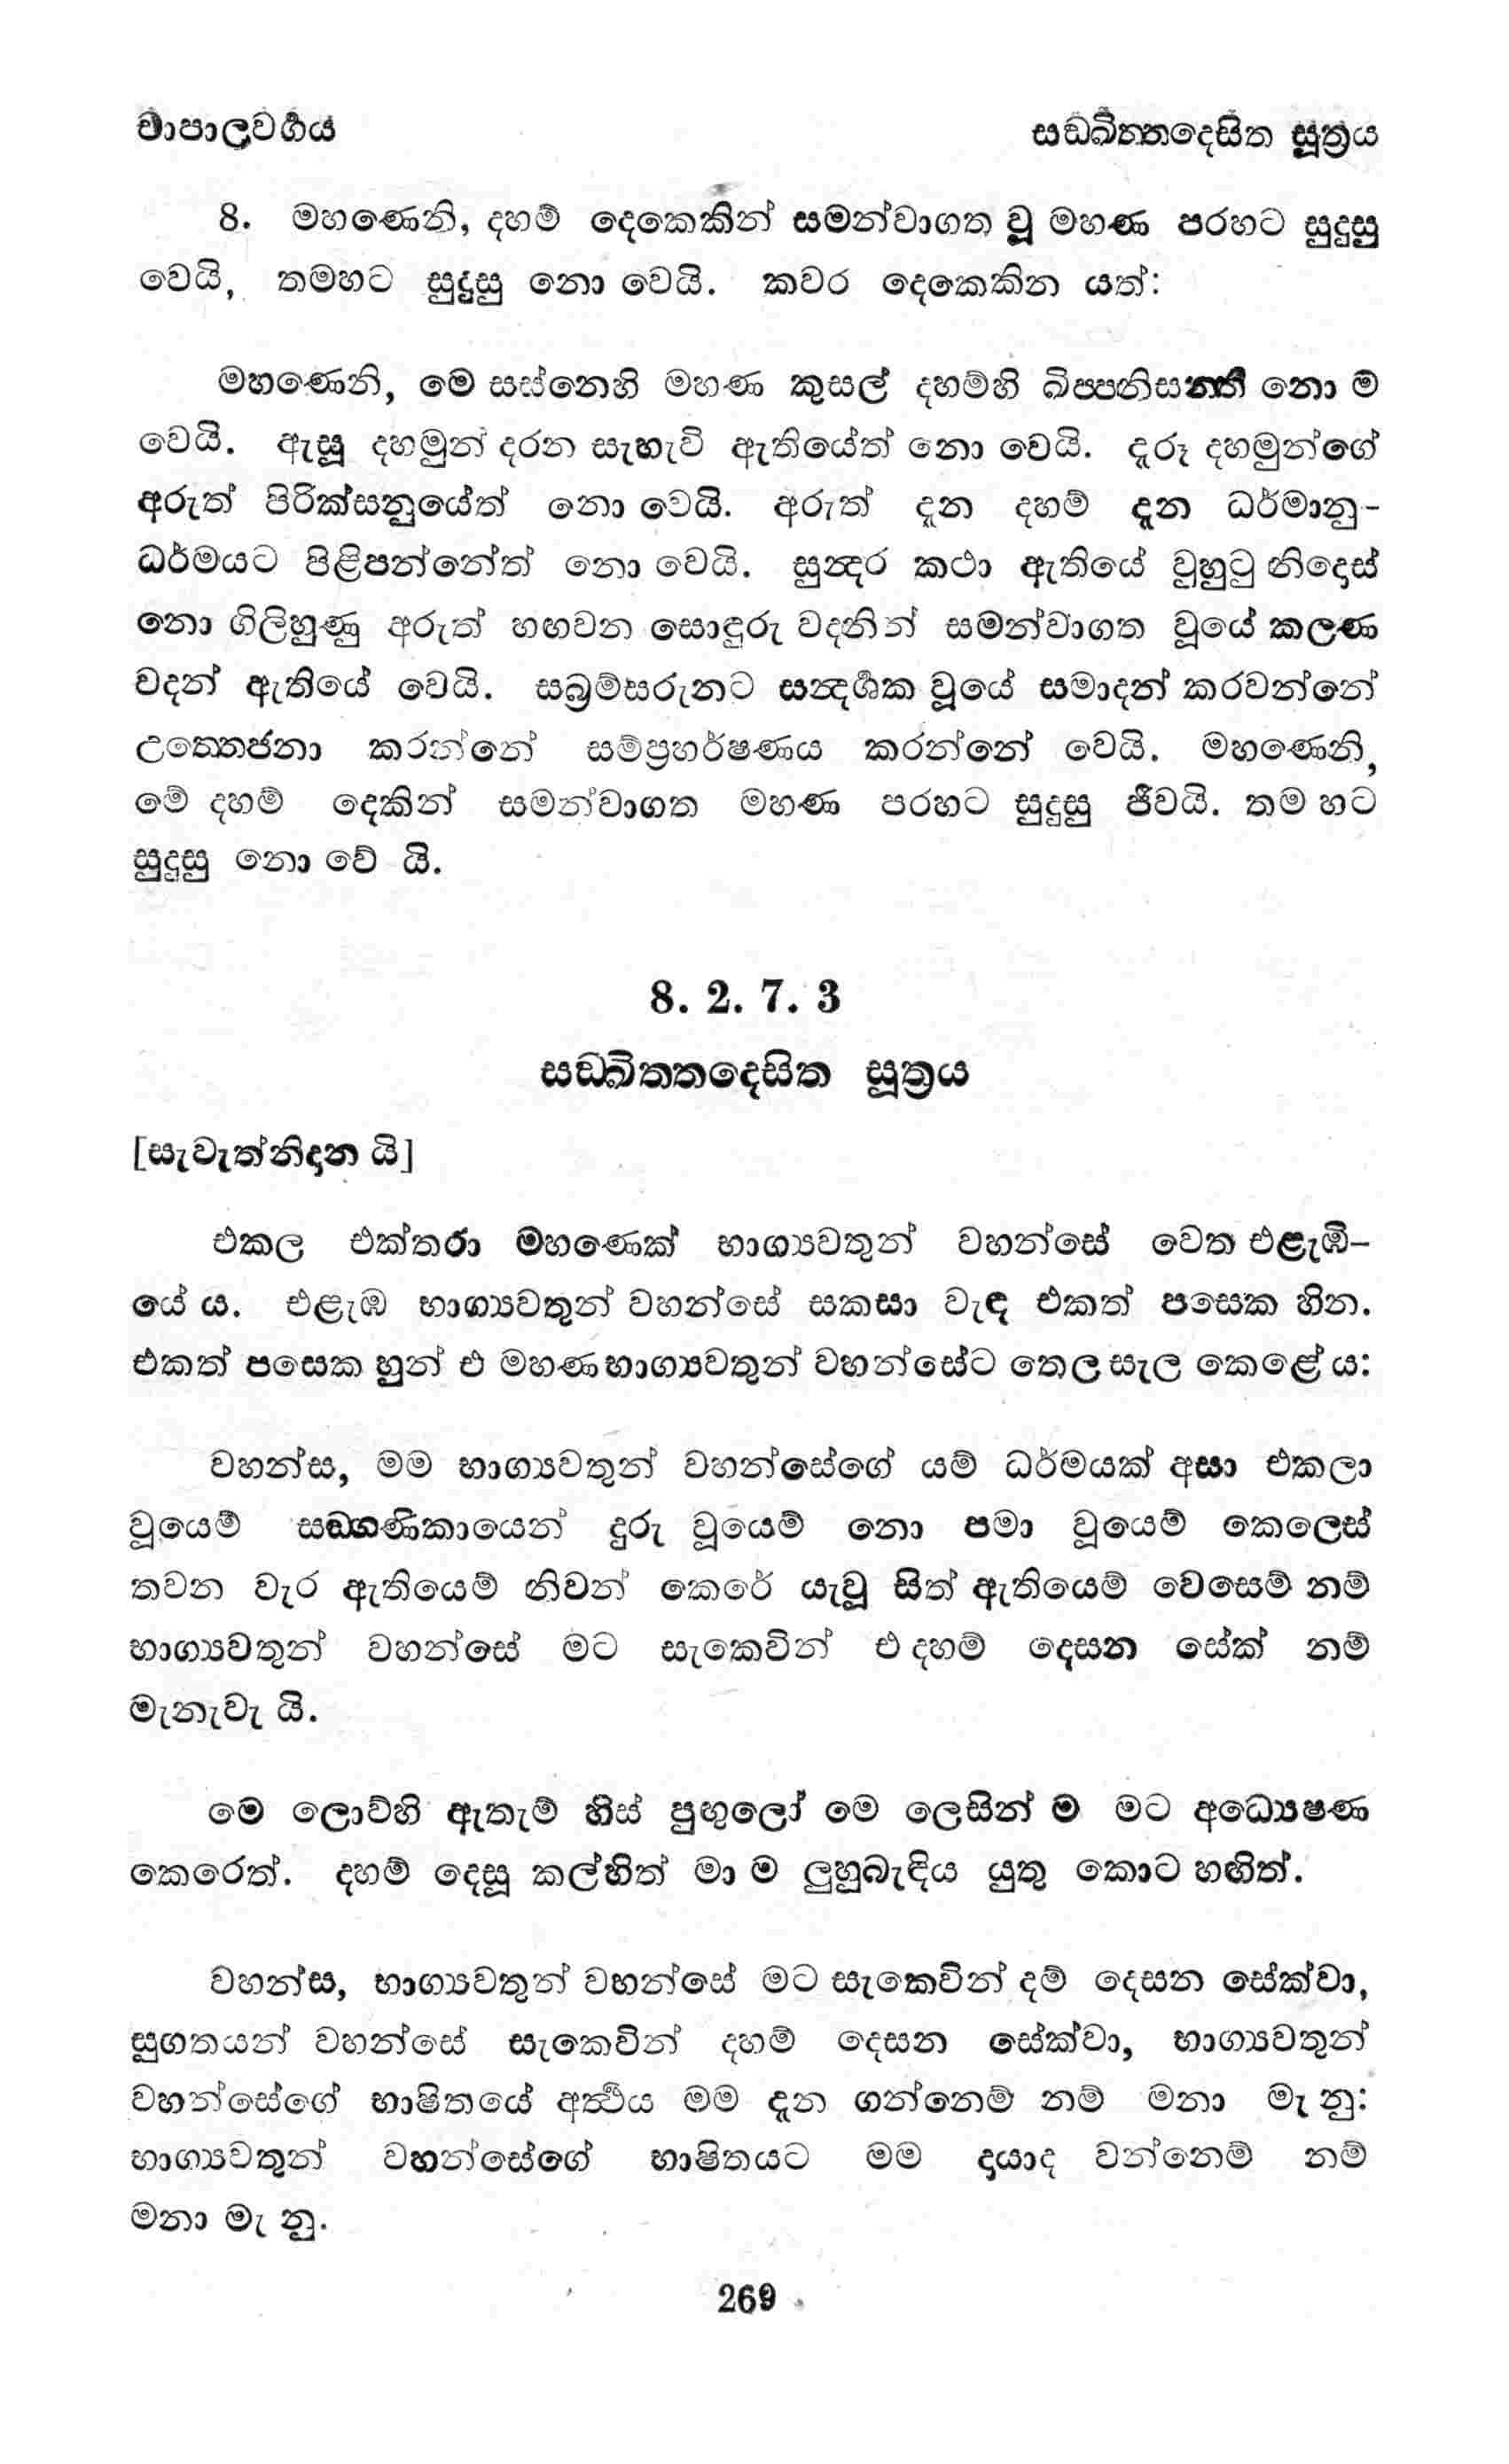 චාපාලවර්‍ගය සඞ්ඛිත්තදෙසිත සූත්‍රය
8. මහණෙනි, දහම් දෙකෙකින් සමන්වාගත වූ මහණ පරහට සුදුසු
වෙයි, තමහට සුදුසු නො වෙයි. කවර දෙකෙකින යත්:
මහණෙනි, මෙ සස්නෙහි මහණ කුසල් දහම්හි ඛිප්පනිසන්ති නො ම
වෙයි. ඇසූ දහමුන් දරන සැහැවි ඇතියේත් නො වෙයි. දැරූ දහමුන්ගේ
අරුත් පිරික්සනුයේත් නො වෙයි. අරුත් දැන දහම් දැන ධර්මානු-
ධර්මයට පිළිපන්නේත් නො වෙයි. සුන්‍දර කථා ඇතියේ වුහුටු නිදොස්
නො ගිලිහුණු අරුත් හඟවන සොඳුරු වදනින් සමන්වාගත වූයේ කලණ
වදන් ඇතියේ වෙයි. සබ්‍රම්සරුනට සන්‍දර්‍ශක වූයේ සමාදන් කරවන්නේ
උත්තෙජනා කරන්නේ සම්ප්‍රහර්ෂණය කරන්නේ වෙයි. මහණෙනි,
මේ දහම් දෙකින් සමන්වාගත මහණ පරහට සුදුසු ජීවයි. තම හට
සුදුසු නො වේ යි.
8. 2. 7. 3
සඞ්ඛිතතදෙසිත සූත්‍රය
[සැවැත්නිදාන යි]
එකල එක්තරා මහණෙක් භාග්‍යවතුන් වහන්සේ වෙත එළැඹි-
යේ ය. එළැඹ භාග්‍යවතුන් වහන්සේ සකසා වැඳ එකත් පසෙක හින.
එකත් පසෙක හුන් එ මහණ භාග්‍යවතුන් වහන්සේට තෙල සැල කෙළේ ය:
වහන්ස, මම භාග්‍යවතුන් වහන්සේගේ යම් ධර්මයක් අසා එකලා
වූයෙම් සඞ්ගණිකායෙන් දුරු වූයෙම් නො පමා වූයෙම් කෙලෙස්
තවන වැර ඇතියෙම් නිවන් කෙරේ යැවූ සිත් ඇතියෙම් වෙසෙම් නම්
භාග්‍යවතුන් වහන්සේ මට සැකෙවින් එ දහම් දෙසන සේක් නම්
මැනැවැ යි.
මෙ ලොව්හි ඇතැම් හිස් පුඟුලෝ මෙ ලෙසින් ම මට අධ්‍යෙෂණ
කෙරෙත්. දහම් දෙසූ කල්හිත් මා ම ලුහුබැඳිය යුතු කොට හඟිත්.
වහන්ස, භාග්‍යවතුන් වහන්සේ මට සැකෙවින් දම් දෙසන සේක්වා,
සුගතයන් වහන්සේ සැකෙවින් දහම් දෙසන සේක්වා, භාග්‍යවතුන්
වහන්සේගේ භාෂිතයේ අර්‍ත්‍ථය මම දැන ගන්නෙම් නම් මනා මැ නු:
භාග්‍යවතුන් වහන්සේගේ භාෂිතයට මම දායාද වන්නෙම් නම්
මනා මැ නු.
269